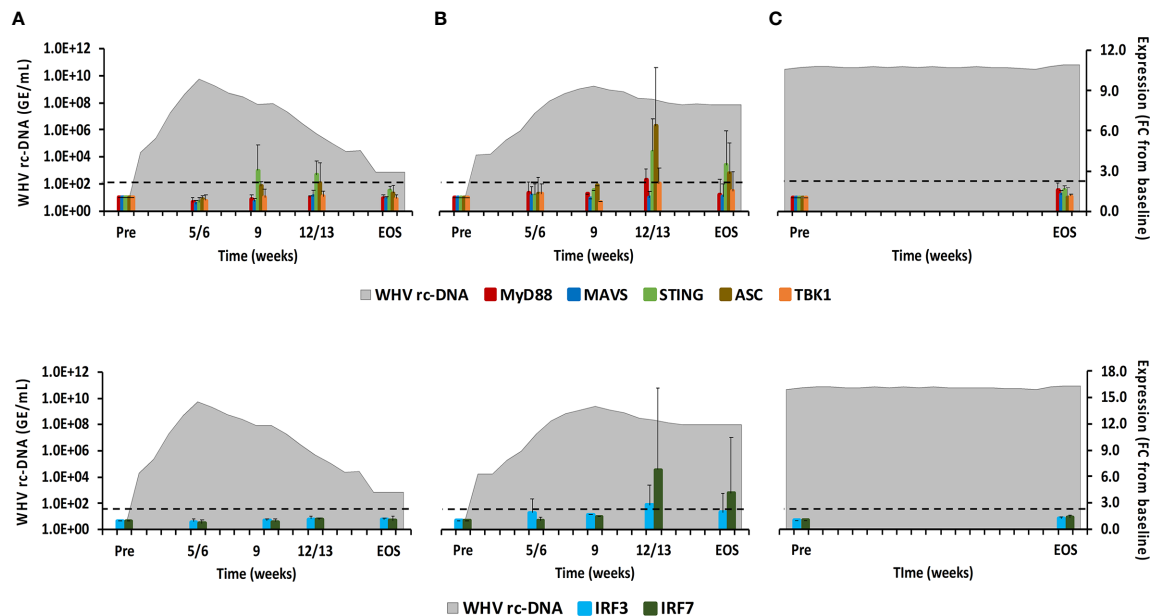 A
B
C
WHV rc-DNA (GE/mL)
1.0E+12
1.0E+10
1.0E+08
1.0E+06
1.0E+04
1.0E+02
1.0E+00
12.0
9.0
6.0
3.0
0.0
Expression (FC from baseline)
Pre 5/6 9 12/13 EOS
Pre 5/6 9 12/13 EOS
Pre EOS
Time (weeks)
Time (weeks)
Time (weeks)
WHV rc-DNA MyD88 MAVS STING ASC TBK1
WHV rc-DNA (GE/mL)
1.0E+12
1.0E+10
1.0E+08
1.0E+06
1.0E+04
1.0E+02
1.0E+00
18.0
15.0
12.0
9.0
6.0
3.0
0.0
Expression (FC from baseline)
Pre 5/6 9 12/13 EOS
Pre 5/6 9 12/13 EOS
Pre EOS
Time (weeks)
Time (weeks)
TIme (weeks)
WHV rc-DNA IRF3 IRF7